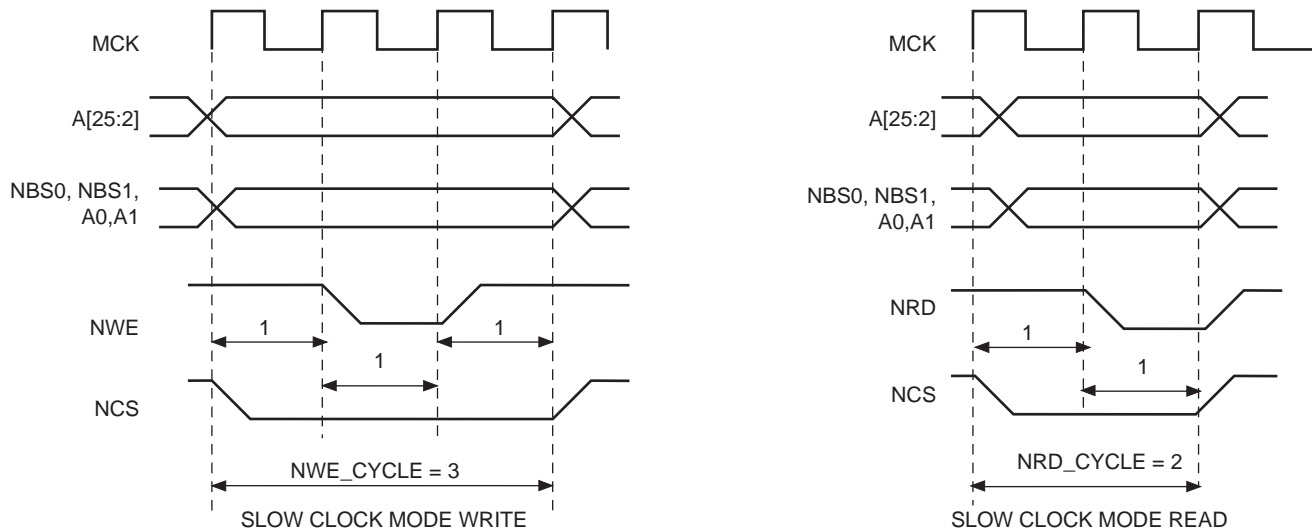 MCK
A[25:2]
NBS0, NBS1,
A0,A1
NWE
1
1
1
NCS
NWE_CYCLE = 3
SLOW CLOCK MODE WRITE
MCK
A[25:2]
NBS0, NBS1,
A0,A1
NRD
1
1
NCS
NRD_CYCLE = 2
SLOW CLOCK MODE READ